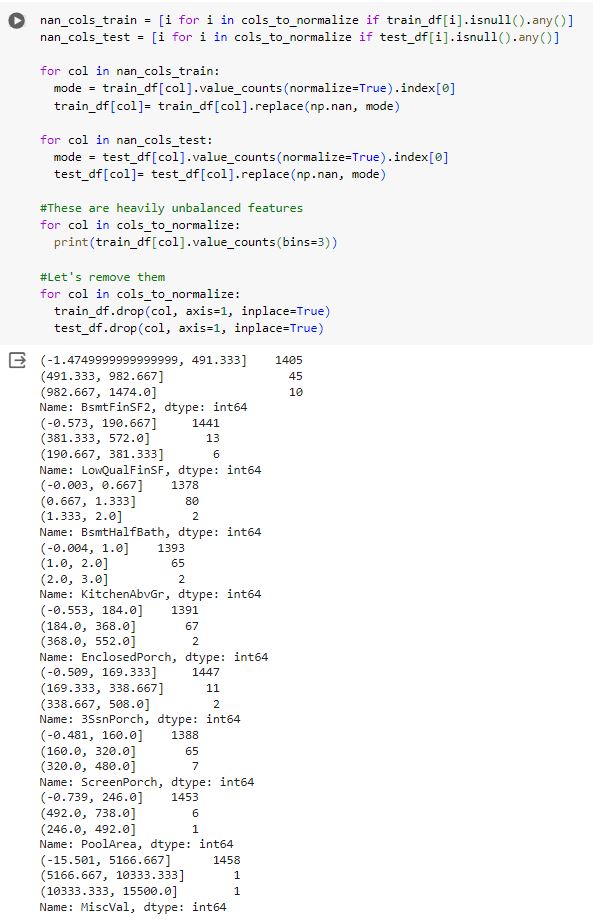 nan_cols_train = [i for i in cols_to_normalize if train_df[i].isnull().any()]
nan_cols_test = [i for i in cols_to_normalize if test_df[i].isnull().any()]

for col in nan_cols_train:
  mode = train_df[col].value_counts(normalize=True).index[0]
  train_df[col]= train_df[col].replace(np.nan, mode)

for col in nan_cols_test:
  mode = test_df[col].value_counts(normalize=True).index[0]
  test_df[col]= test_df[col].replace(np.nan, mode)

#These are heavily unbalanced features
for col in cols_to_normalize:
  print(train_df[col].value_counts(bins=3))

#Let's remove them
for col in cols_to_normalize:
  train_df.drop(col, axis=1, inplace=True)
  test_df.drop(col, axis=1, inplace=True)

(-1.4749999999999999, 491.333]    1405
(491.333, 982.667]                  45
(982.667, 1474.0]                   10
Name: BsmtFinSF2, dtype: int64
(-0.573, 190.667]     1441
(381.333, 572.0]        13
(190.667, 381.333]       6
Name: LowQualFinSF, dtype: int64
(-0.003, 0.667]    1378
(0.667, 1.333]       80
(1.333, 2.0]          2
Name: BsmtHalfBath, dtype: int64
(-0.004, 1.0]    1393
(1.0, 2.0]         65
(2.0, 3.0]          2
Name: KitchenAbvGr, dtype: int64
(-0.553, 184.0]    1391
(184.0, 368.0]       67
(368.0, 552.0]        2
Name: EnclosedPorch, dtype: int64
(-0.509, 169.333]     1447
(169.333, 338.667]      11
(338.667, 508.0]         2
Name: 3SsnPorch, dtype: int64
(-0.481, 160.0]    1388
(160.0, 320.0]       65
(320.0, 480.0]        7
Name: ScreenPorch, dtype: int64
(-0.739, 246.0]    1453
(492.0, 738.0]        6
(246.0, 492.0]        1
Name: PoolArea, dtype: int64
(-15.501, 5166.667]      1458
(5166.667, 10333.333]       1
(10333.333, 15500.0]        1
Name: MiscVal, dtype: int64